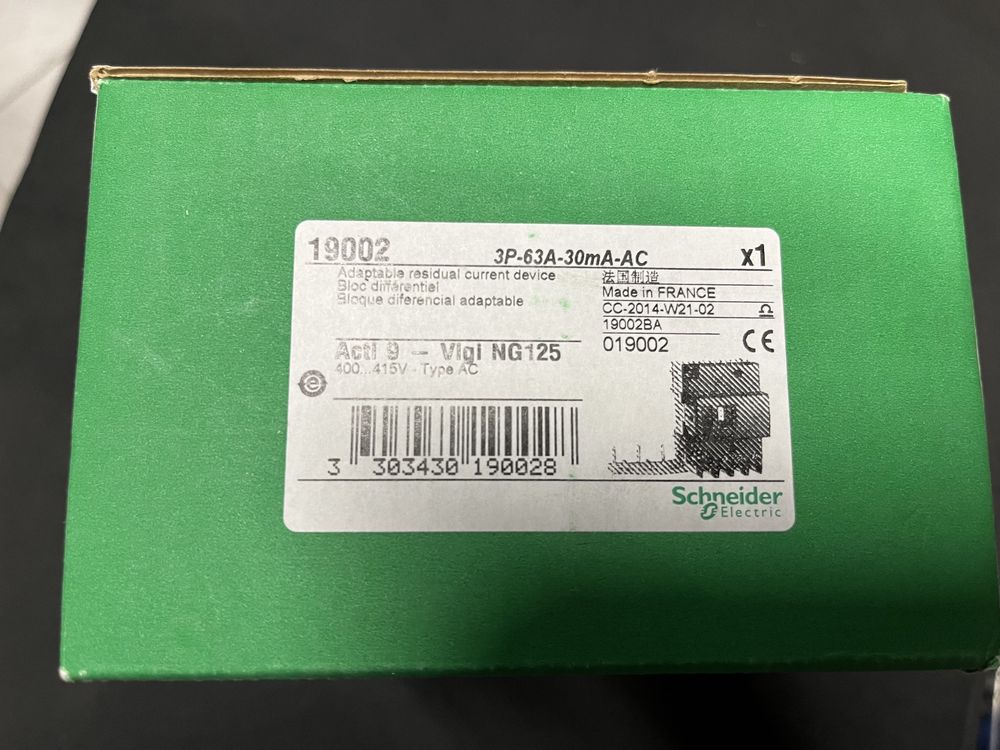 19002
3P-63A-30mA-AC
x1
Adaptable residual current device
Bloc différentiel
Bloque diferencial adaptable
法国制造
Made in FRANCE
CC-2014-W21-02
19002BA
019002
CE
Acti 9 - Vigi NG125
400...415V - Type AC
e
3 303430 190028
Schneider
Electric